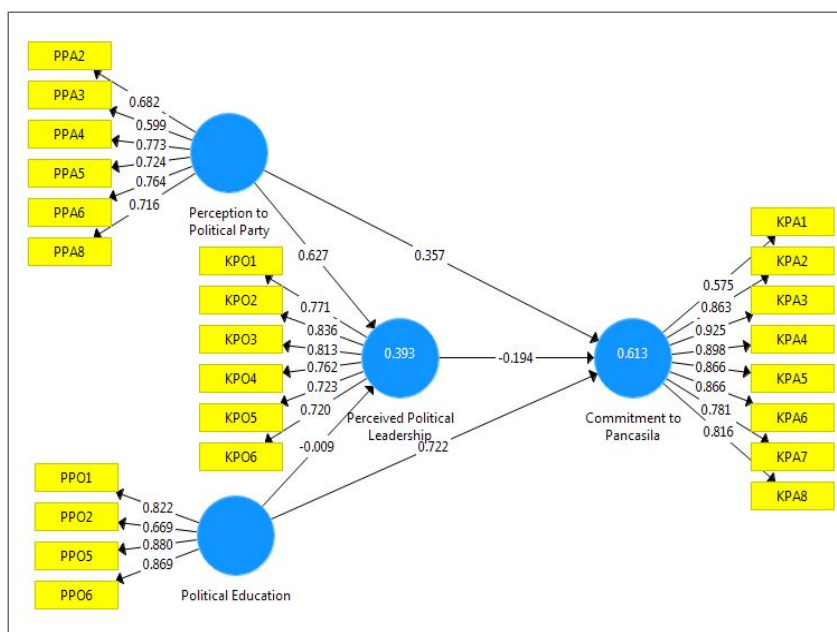 PPA2
PPA3
PPA4
PPA5
PPA6
PPA8
0.682
0.599
0.773
0.724
0.764
0.716
Perception to
Political Party
0.627
0.357
KPO1
KPO2
KPO3
KPO4
KPO5
KPO6
0.771
0.836
0.813
0.762
0.723
0.720
0.393
Perceived Political
Leadership
-0.194
-0.009
0.722
PPO1
PPO2
PPO5
PPO6
0.822
0.669
0.880
0.869
Political Education
0.613
Commitment to
Pancasila
0.575
0.863
0.925
0.898
0.866
0.866
0.781
0.816
KPA1
KPA2
KPA3
KPA4
KPA5
KPA6
KPA7
KPA8